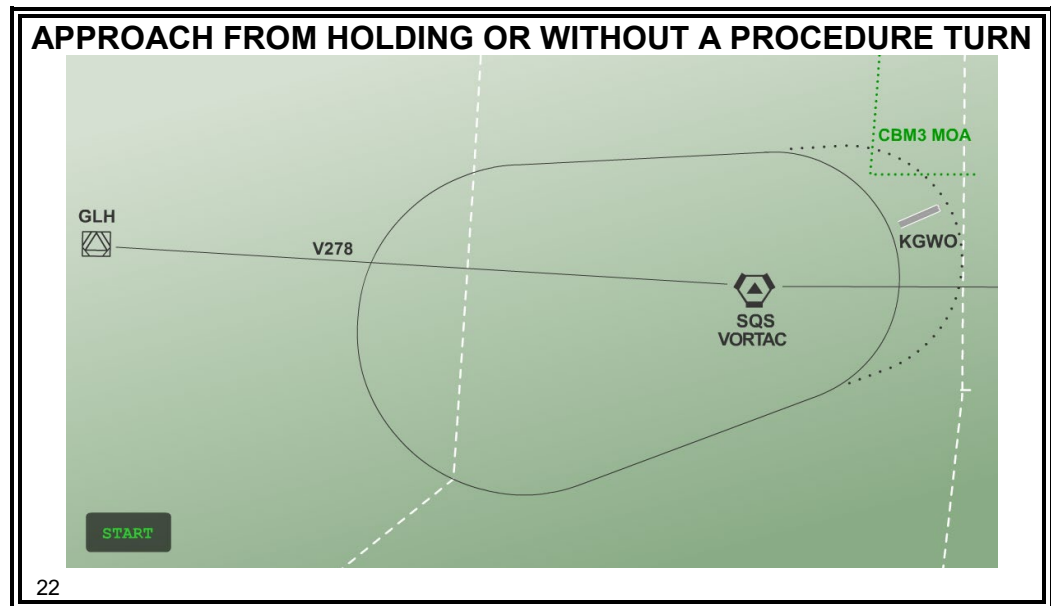 APPROACH FROM HOLDING OR WITHOUT A PROCEDURE TURN
CBM3 MOA
GLH
V278
KGWO
SQS
VORTAC
START
22